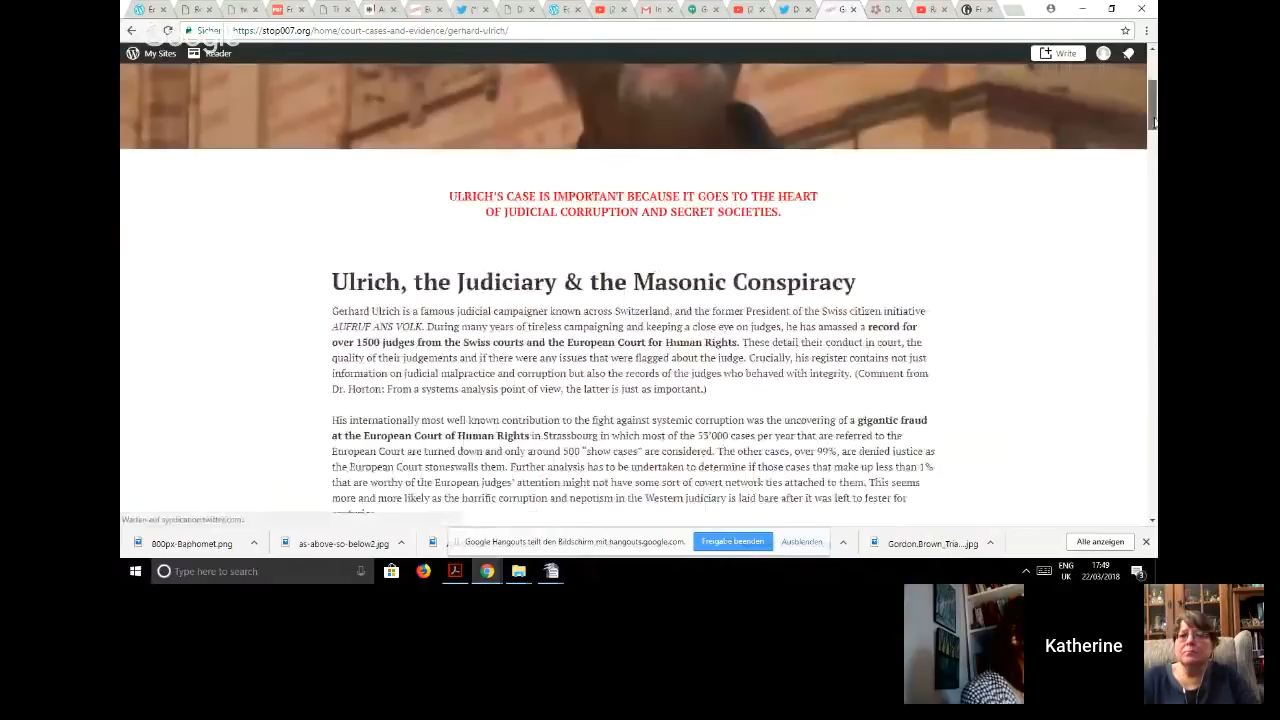 Sicher
https://stop007.org/home/court-cases-and-evidence/gerhard-ulrich/
Google
My Sites
Reader
Write
ULRICH'S CASE IS IMPORTANT BECAUSE IT GOES TO THE HEART
OF JUDICIAL CORRUPTION AND SECRET SOCIETIES.
Ulrich, the Judiciary & the Masonic Conspiracy
Gerhard Ulrich is a famous judicial campaigner known across Switzerland, and the former President of the Swiss citizen initiative
AUFRUF ANS VOLK. During many years of tireless campaigning and keeping a close eye on judges, he has amassed a record for
over 1500 judges from the Swiss courts and the European Court for Human Rights. These detail their conduct in court, the
quality of their judgements and if there were any issues that were flagged about the judge. Crucially, his register contains not just
information on judicial malpractice and corruption but also the records of the judges who behaved with integrity. (Comment from
Dr. Horton: From a systems analysis point of view, the latter is just as important.)
His internationally most well known contribution to the fight against systemic corruption was the uncovering of a gigantic fraud
at the European Court of Human Rights in Strassbourg in which most of the 53'000 cases per year that are referred to the
European Court are turned down and only around 500 "show cases" are considered. The other cases, over 99%, are denied justice as
the European Court stonewalls them. Further analysis has to be undertaken to determine if those cases that make up less than 1%
that are worthy of the European judges' attention might not have some sort of covert network ties attached to them. This seems
more and more likely as the horrific corruption and nepotism in the Western judiciary is laid bare after it was left to fester for
Warten auf syndication.twitter.com...
800px-Baphomet.png
as-above-so-below2.jpg
Google Hangouts teilt den Bildschirm mit hangouts.google.com.
Freigabe beenden
Ausblenden
Gordon.Brown_Tria....jpg
Alle anzeigen
Type here to search
ENG
UK
17:49
22/03/2018
3
Katherine